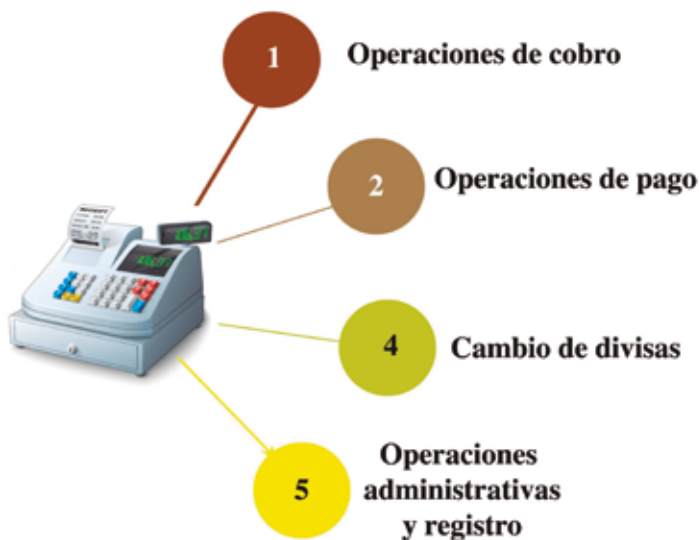 1
Operaciones de cobro
2
Operaciones de pago
4
Cambio de divisas
5
Operaciones
administrativas
y registro